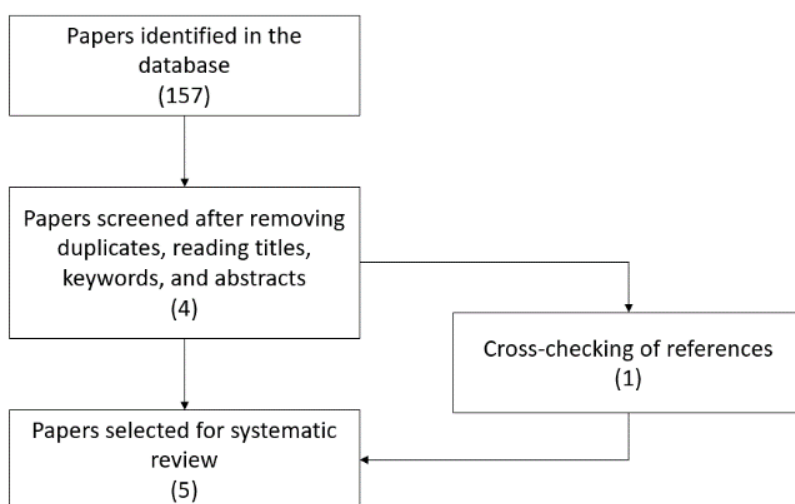 Papers identified in the
database
(157)
Papers screened after removing
duplicates, reading titles,
keywords, and abstracts
(4)
Cross-checking of references
(1)
Papers selected for systematic
review
(5)